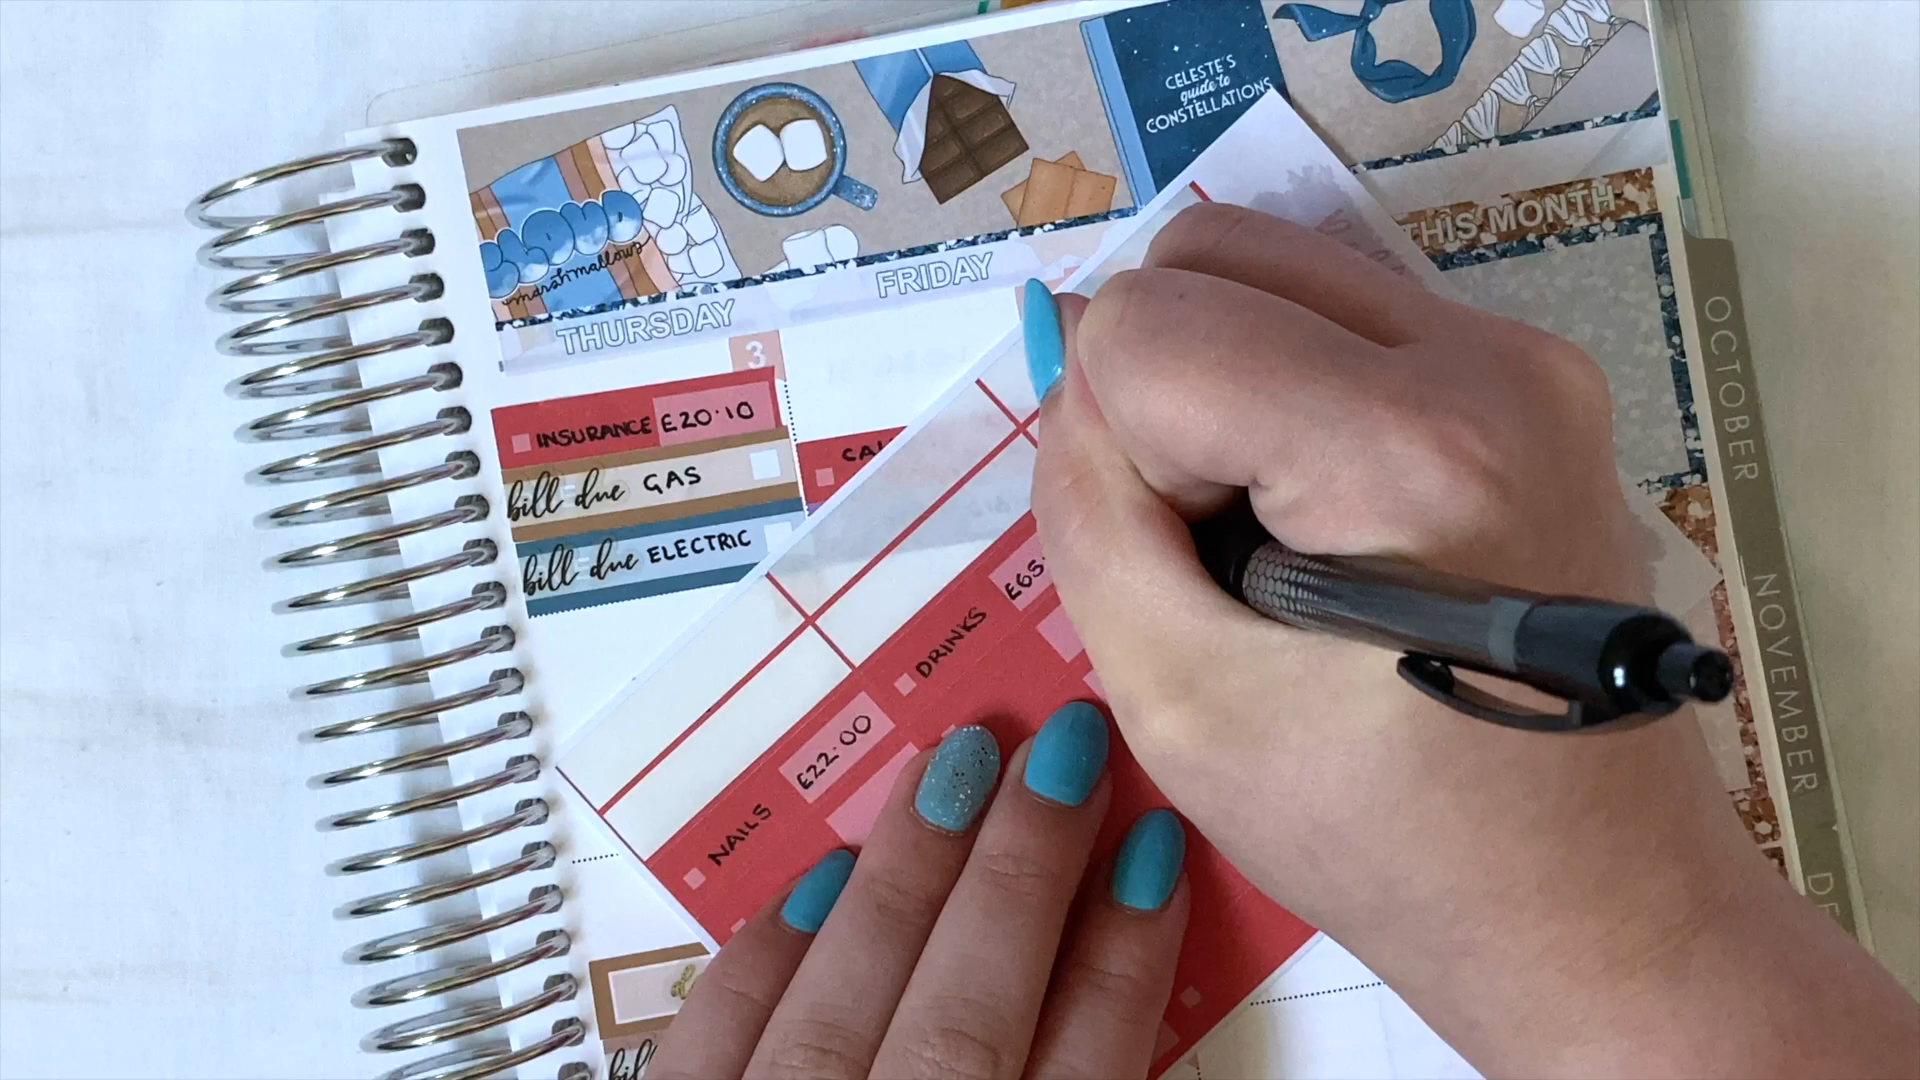 CELESTE'S
guide to
CONSTELLATIONS
CLOUD
marshmallows
THIS MONTH
THURSDAY
FRIDAY
3
INSURANCE £20.10
bill due GAS
bill due ELECTRIC
DRINKS
NAILS £22.00
OCTOBER
NOVEMBER